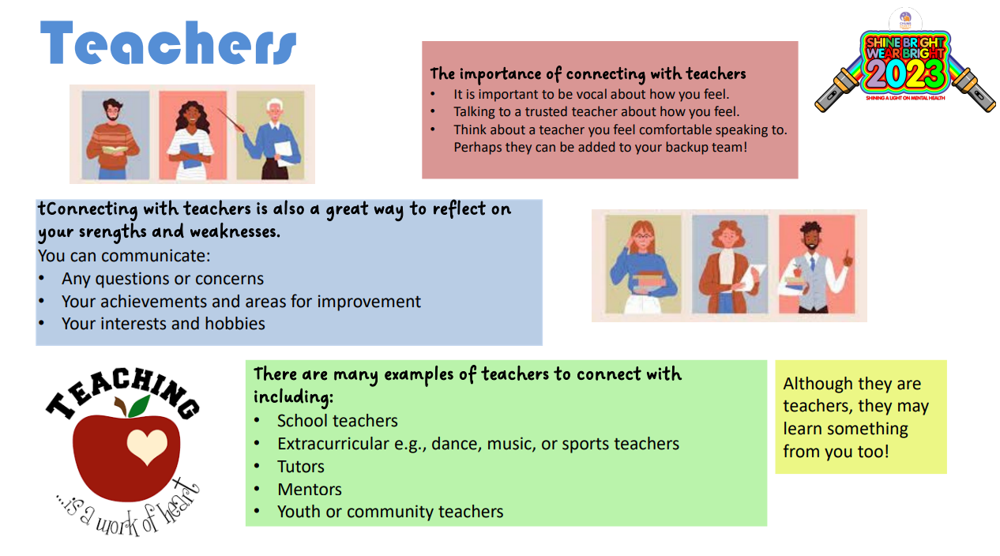 Teachers
SHINE BRIGHT
WEAR BRIGHT
2023
SHINING A LIGHT ON MENTAL HEALTH
The importance of connecting with teachers
• It is important to be vocal about how you feel.
• Talking to a trusted teacher about how you feel.
• Think about a teacher you feel comfortable speaking to.
Perhaps they can be added to your backup team!
tConnecting with teachers is also a great way to reflect on
your srengths and weaknesses.
You can communicate:
• Any questions or concerns
• Your achievements and areas for improvement
• Your interests and hobbies
TEACHING
...is a work of heart
There are many examples of teachers to connect with
including:
• School teachers
• Extracurricular e.g., dance, music, or sports teachers
• Tutors
• Mentors
• Youth or community teachers
Although they are
teachers, they may
learn something
from you too!